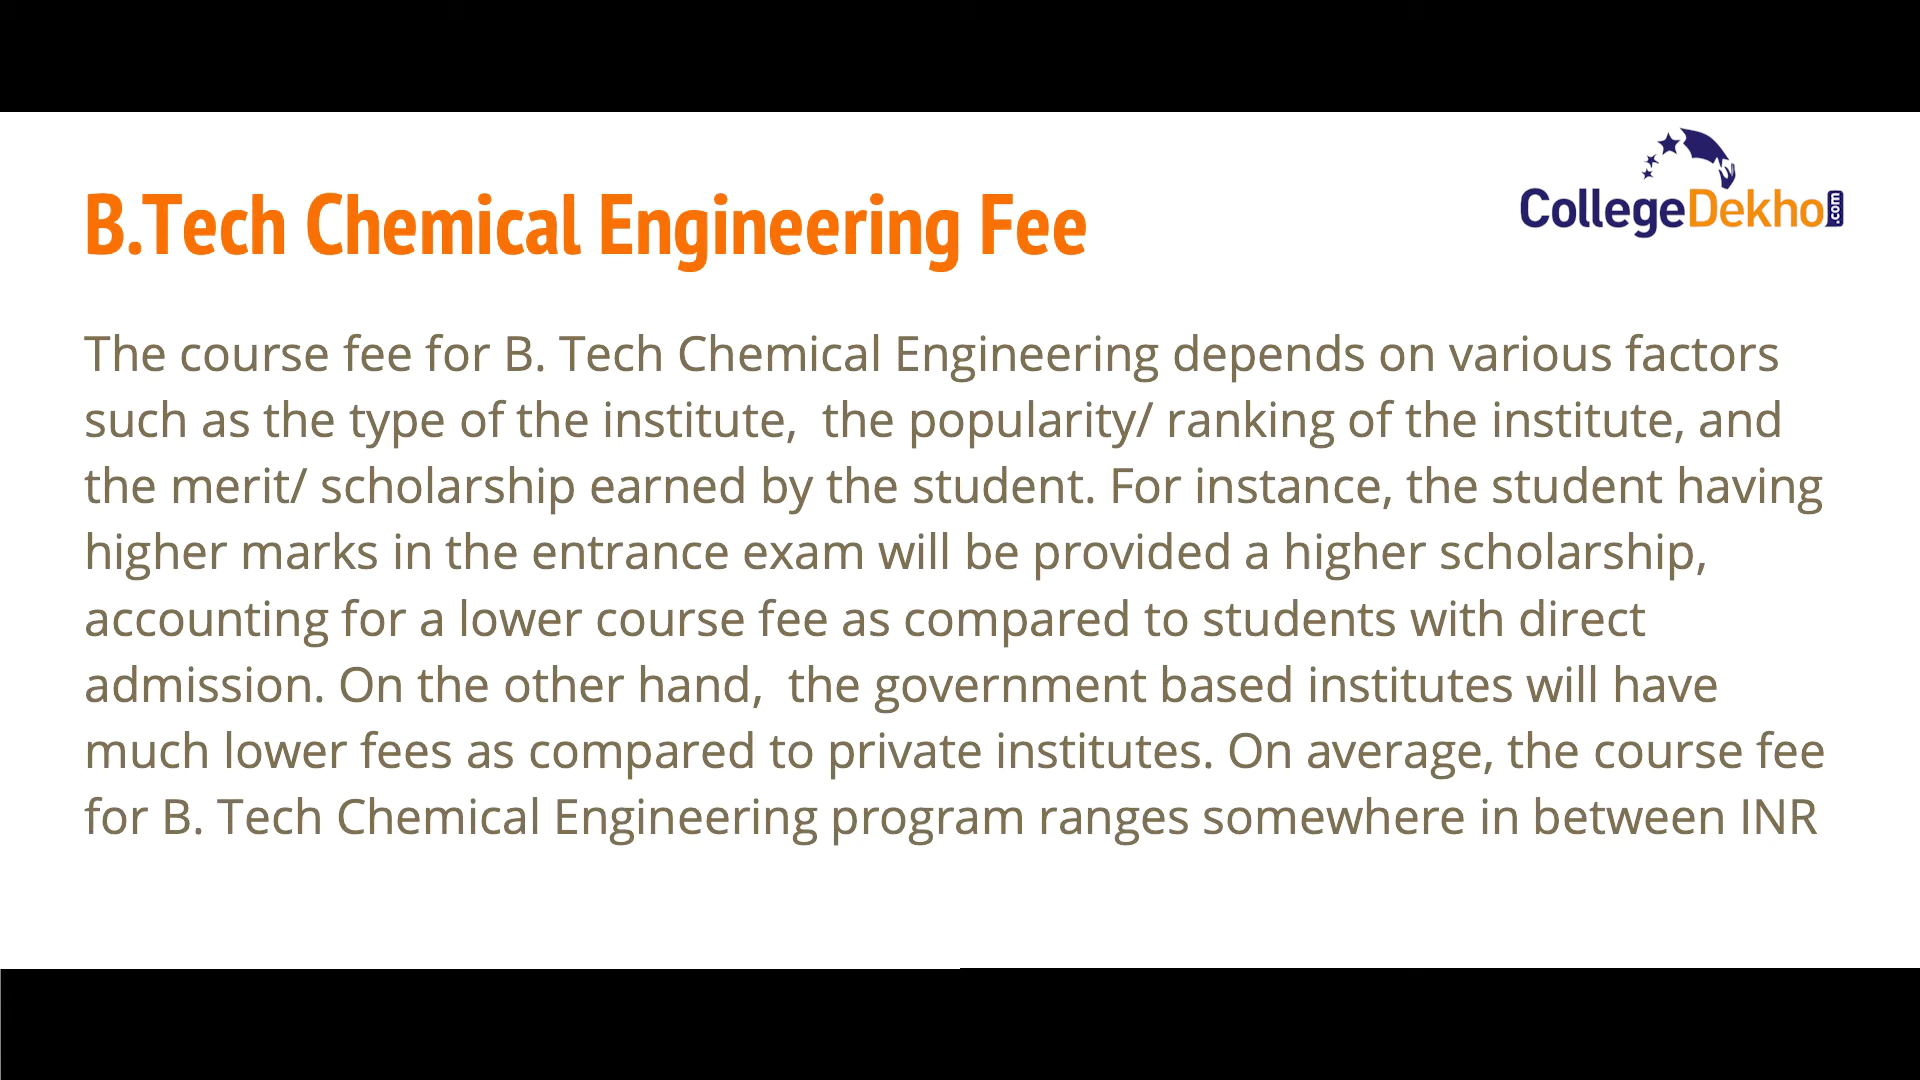 CollegeDekho.com
B.Tech Chemical Engineering Fee
The course fee for B. Tech Chemical Engineering depends on various factors
such as the type of the institute,  the popularity/ ranking of the institute, and
the merit/ scholarship earned by the student. For instance, the student having
higher marks in the entrance exam will be provided a higher scholarship,
accounting for a lower course fee as compared to students with direct
admission. On the other hand,  the government based institutes will have
much lower fees as compared to private institutes. On average, the course fee
for B. Tech Chemical Engineering program ranges somewhere in between INR